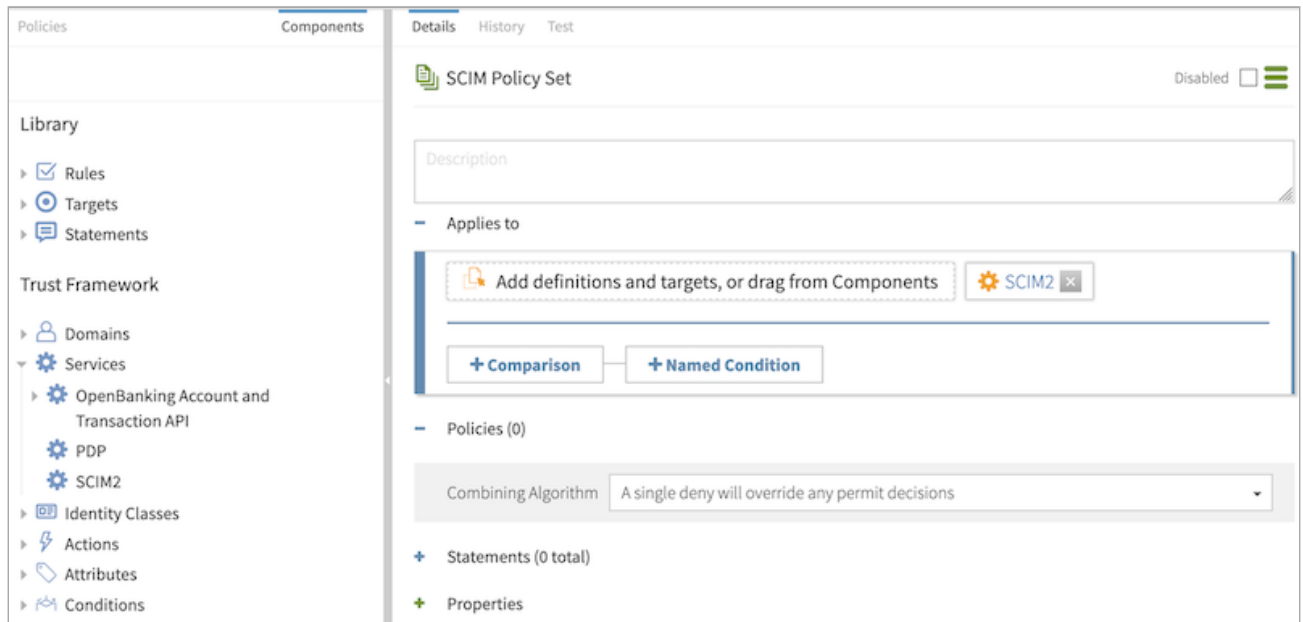 Policies
Components
Library
Rules
Targets
Statements
Trust Framework
Domains
Services
OpenBanking Account and
Transaction API
PDP
SCIM2
Identity Classes
Actions
Attributes
Conditions
Details History Test
SCIM Policy Set
Disabled
Description
Applies to
Add definitions and targets, or drag from Components
SCIM2
+ Comparison
+ Named Condition
Policies (0)
Combining Algorithm
A single deny will override any permit decisions
Statements (0 total)
Properties